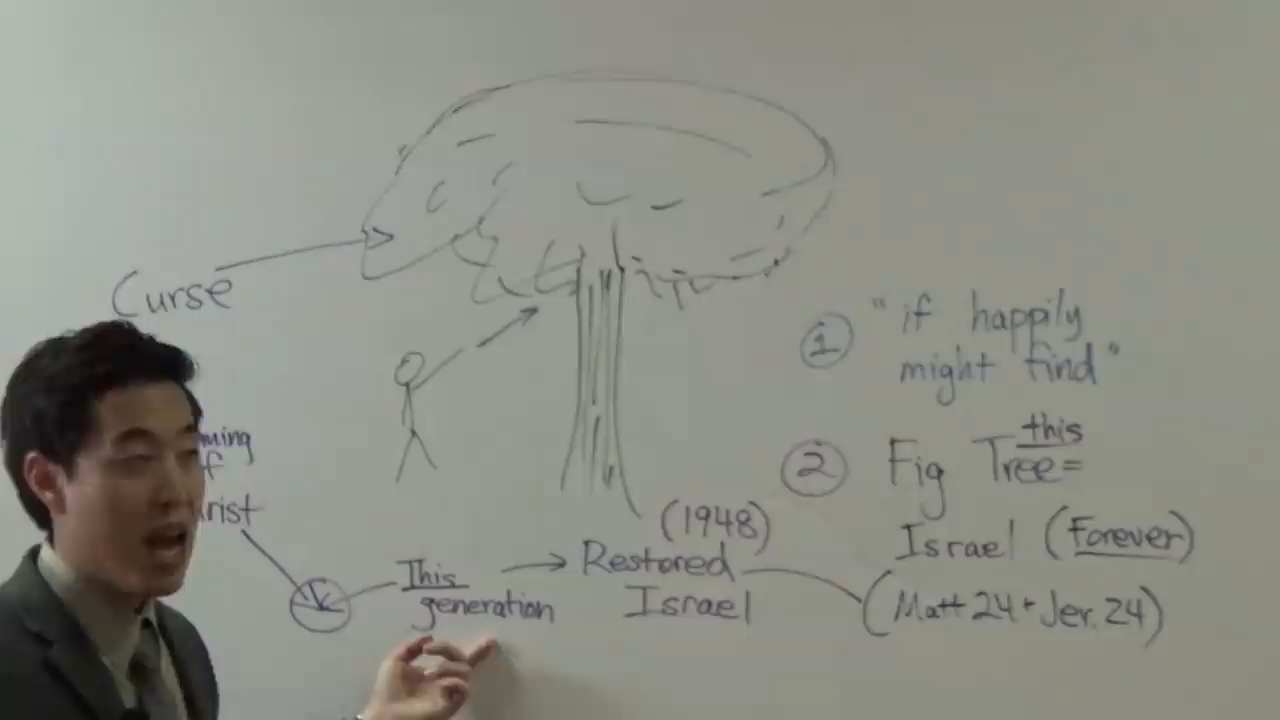 Curse
① "if happily
might find"
② Fig Tree=
this
Israel (Forever)
(Matt 24 + Jer. 24)
(1948)
Restored
Israel
This
generation